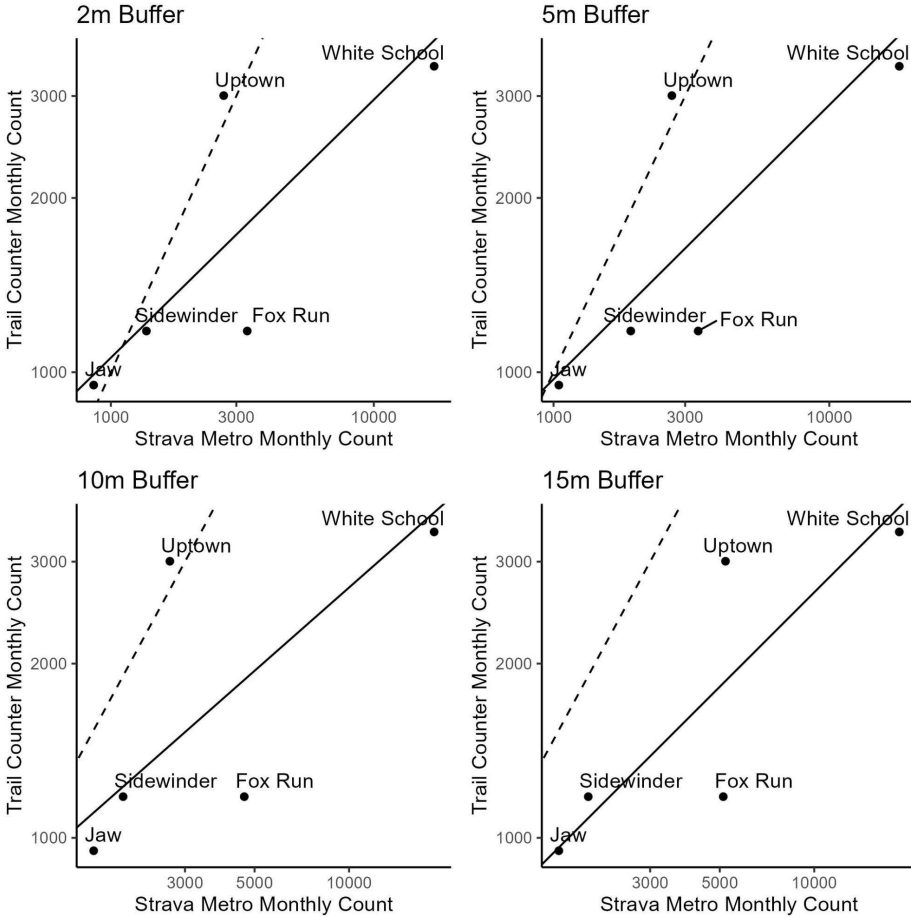 2m Buffer
Trail Counter Monthly Count
3000
2000
1000
White School
Uptown
Sidewinder
Fox Run
Jaw
1000
3000
10000
Strava Metro Monthly Count
5m Buffer
Trail Counter Monthly Count
3000
2000
1000
White School
Uptown
Sidewinder
Fox Run
Jaw
1000
3000
10000
Strava Metro Monthly Count
10m Buffer
Trail Counter Monthly Count
3000
2000
1000
White School
Uptown
Sidewinder
Fox Run
Jaw
3000
5000
10000
Strava Metro Monthly Count
15m Buffer
Trail Counter Monthly Count
3000
2000
1000
White School
Uptown
Sidewinder
Fox Run
Jaw
3000
5000
10000
Strava Metro Monthly Count